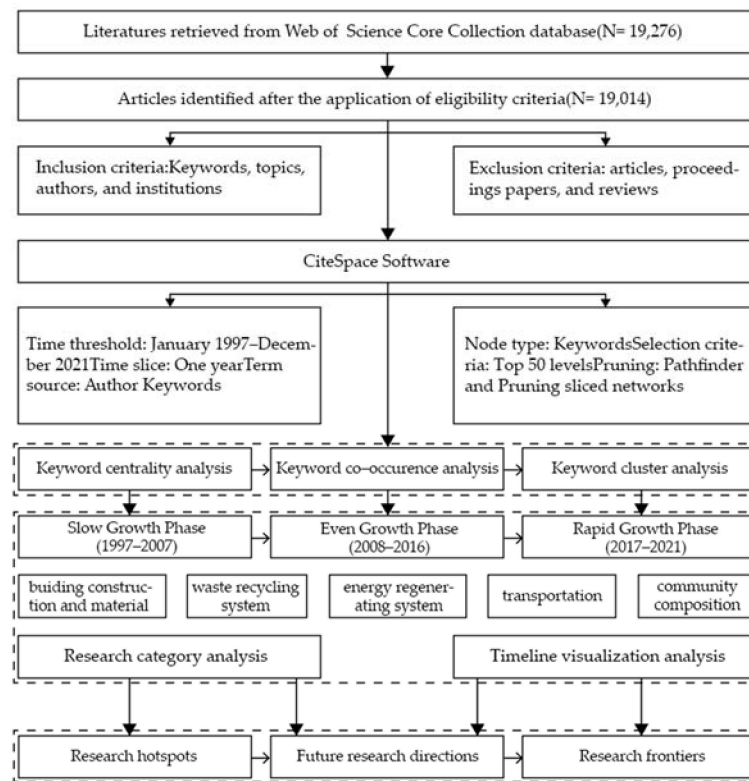 Literatures retrieved from Web of Science Core Collection database(N= 19,276)
Articles identified after the application of eligibility criteria(N= 19,014)
Inclusion criteria:Keywords, topics,
authors, and institutions
Exclusion criteria: articles, proceed-
ings papers, and reviews
CiteSpace Software
Time threshold: January 1997–Decem-
ber 2021Time slice: One yearTerm
source: Author Keywords
Node type: KeywordsSelection crite-
ria: Top 50 levelsPruning: Pathfinder
and Pruning sliced networks
Keyword centrality analysis
Keyword co–occurence analysis
Keyword cluster analysis
Slow Growth Phase
(1997–2007)
Even Growth Phase
(2008–2016)
Rapid Growth Phase
(2017–2021)
buiding construc-
tion and material
waste recycling
system
energy regener-
ating system
transportation
community
composition
Research category analysis
Timeline visualization analysis
Research hotspots
Future research directions
Research frontiers